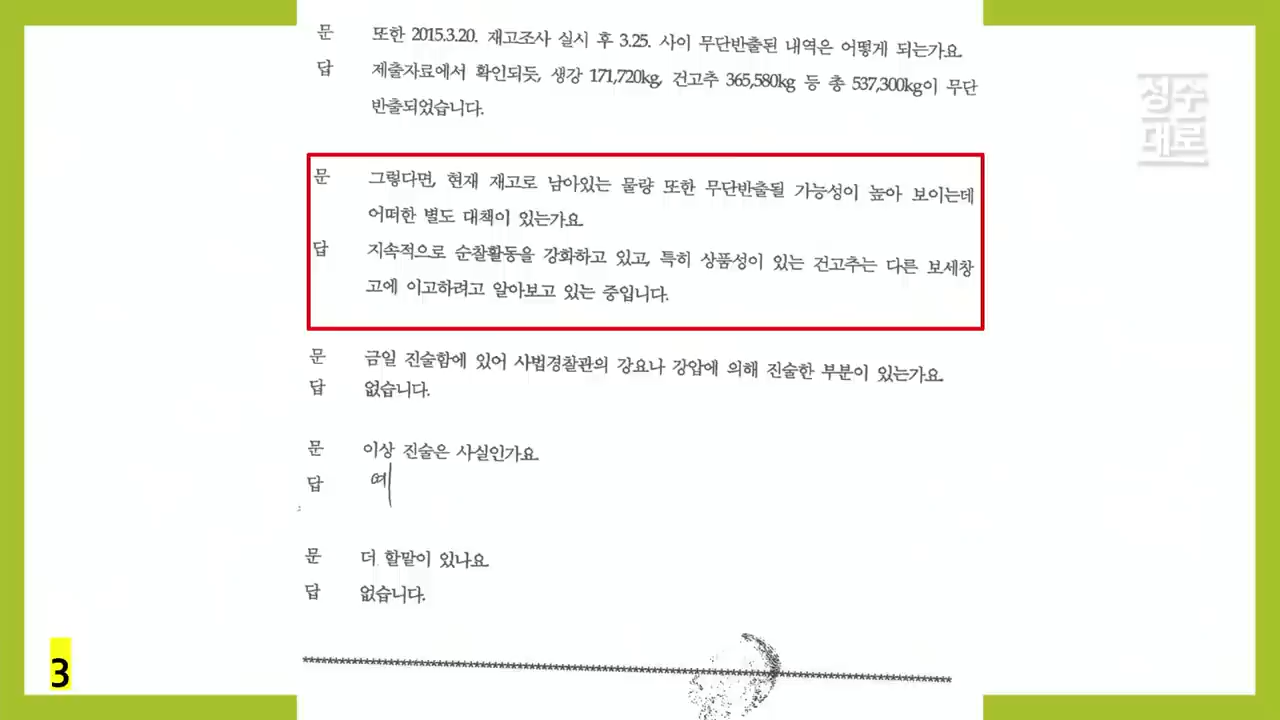 문 또한 2015.3.20. 재고조사 실시 후 3.25. 사이 무단반출된 내역은 어떻게 되는가요.
답 제출자료에서 확인되듯, 생강 171,720kg, 건고추 365,580kg 등 총 537,300kg이 무단
반출되었습니다.
성수
대로
문 그렇다면, 현재 재고로 남아있는 물량 또한 무단반출될 가능성이 높아 보이는데
어떠한 별도 대책이 있는가요.
답 지속적으로 순찰활동을 강화하고 있고, 특히 상품성이 있는 건고추는 다른 보세창
고에 이고하려고 알아보고 있는 중입니다.
문 금일 진술함에 있어 사법경찰관의 강요나 강압에 의해 진술한 부분이 있는가요.
답 없습니다.
문 이상 진술은 사실인가요.
답 예
문 더 할말이 있나요.
답 없습니다.
3